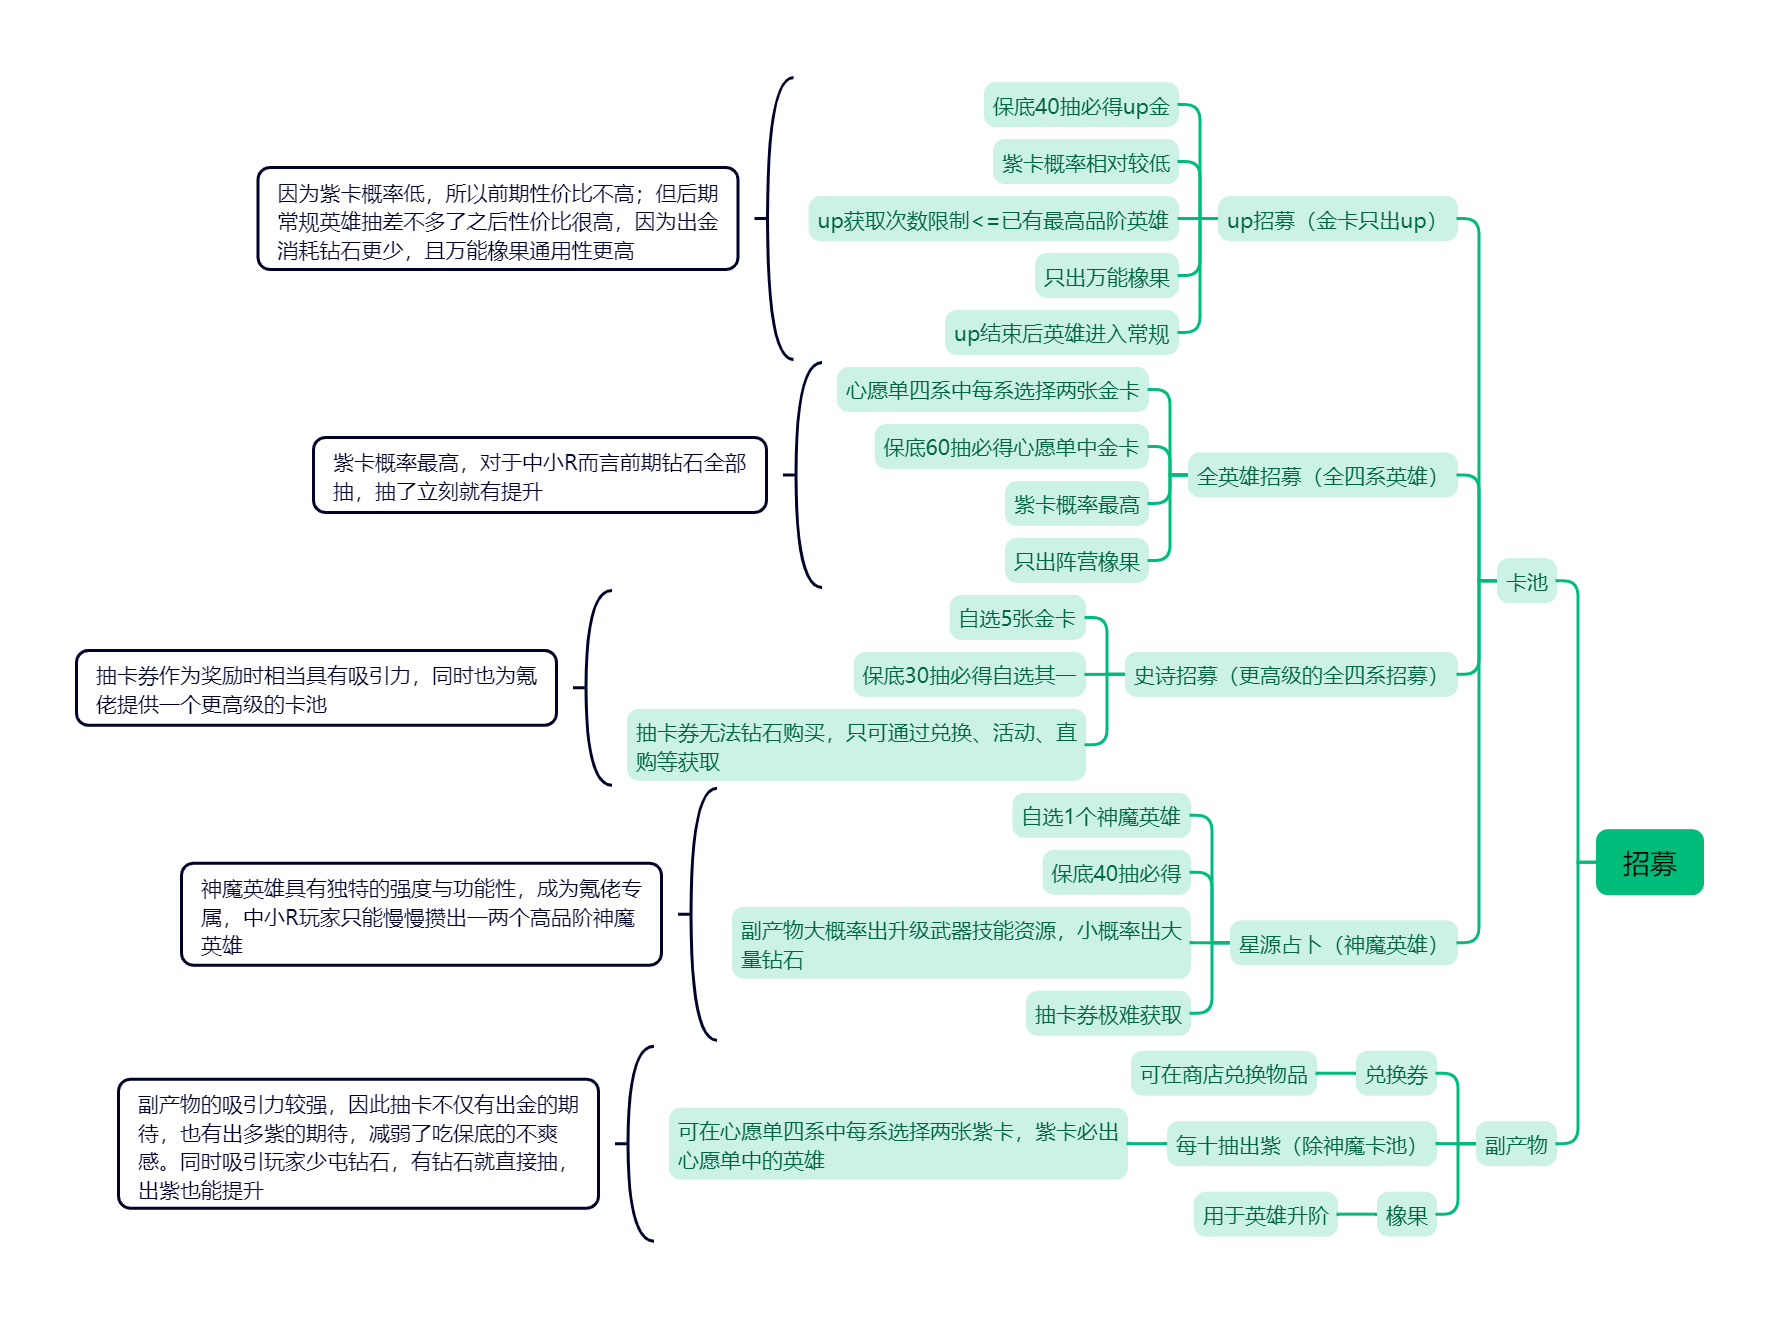 招募
卡池
up招募（金卡只出up）
保底40抽必得up金
紫卡概率相对较低
up获取次数限制<=已有最高品阶英雄
只出万能橡果
up结束后英雄进入常规
因为紫卡概率低，所以前期性价比不高；但后期
常规英雄抽差不多了之后性价比很高，因为出金
消耗钻石更少，且万能橡果通用性更高
全英雄招募（全四系英雄）
心愿单四系中每系选择两张金卡
保底60抽必得心愿单中金卡
紫卡概率最高
只出阵营橡果
紫卡概率最高，对于中小R而言前期钻石全部
抽，抽了立刻就有提升
史诗招募（更高级的全四系招募）
自选5张金卡
保底30抽必得自选其一
抽卡券无法钻石购买，只可通过兑换、活动、直
购等获取
抽卡券作为奖励时相当具有吸引力，同时也为氪
佬提供一个更高级的卡池
星源占卜（神魔英雄）
自选1个神魔英雄
保底40抽必得
副产物大概率出升级武器技能资源，小概率出大
量钻石
抽卡券极难获取
神魔英雄具有独特的强度与功能性，成为氪佬专
属，中小R玩家只能慢慢攒出一两个高品阶神魔
英雄
副产物
兑换券
可在商店兑换物品
每十抽出紫（除神魔卡池）
可在心愿单四系中每系选择两张紫卡，紫卡必出
心愿单中的英雄
橡果
用于英雄升阶
副产物的吸引力较强，因此抽卡不仅有出金的期
待，也有出多紫的期待，减弱了吃保底的不爽
感。同时吸引玩家少屯钻石，有钻石就直接抽，
出紫也能提升